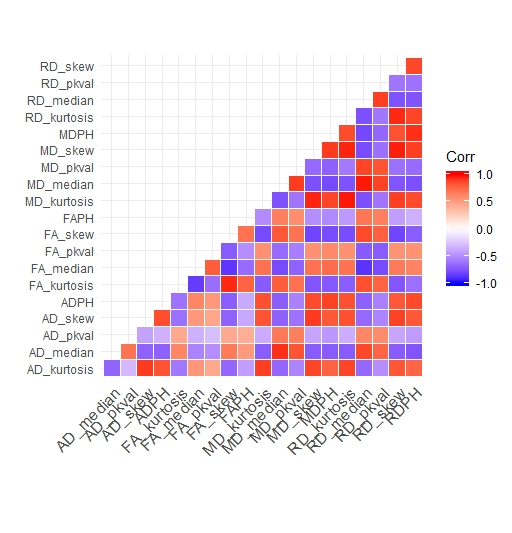 RD_skew
RD_pkval
RD_median
RD_kurtosis
MDPH
MD_skew
MD_pkval
MD_median
MD_kurtosis
FAPH
FA_skew
FA_pkval
FA_median
FA_kurtosis
ADPH
AD_skew
AD_pkval
AD_median
AD_kurtosis
Corr
1.0
0.5
0.0
-0.5
-1.0
AD_median
AD_pkval
AD_skew
ADPH
FA_kurtosis
FA_median
FA_pkval
FA_skew
FAPH
MD_kurtosis
MD_median
MD_pkval
MD_skew
MDPH
RD_kurtosis
RD_median
RD_pkval
RD_skew
RDPH